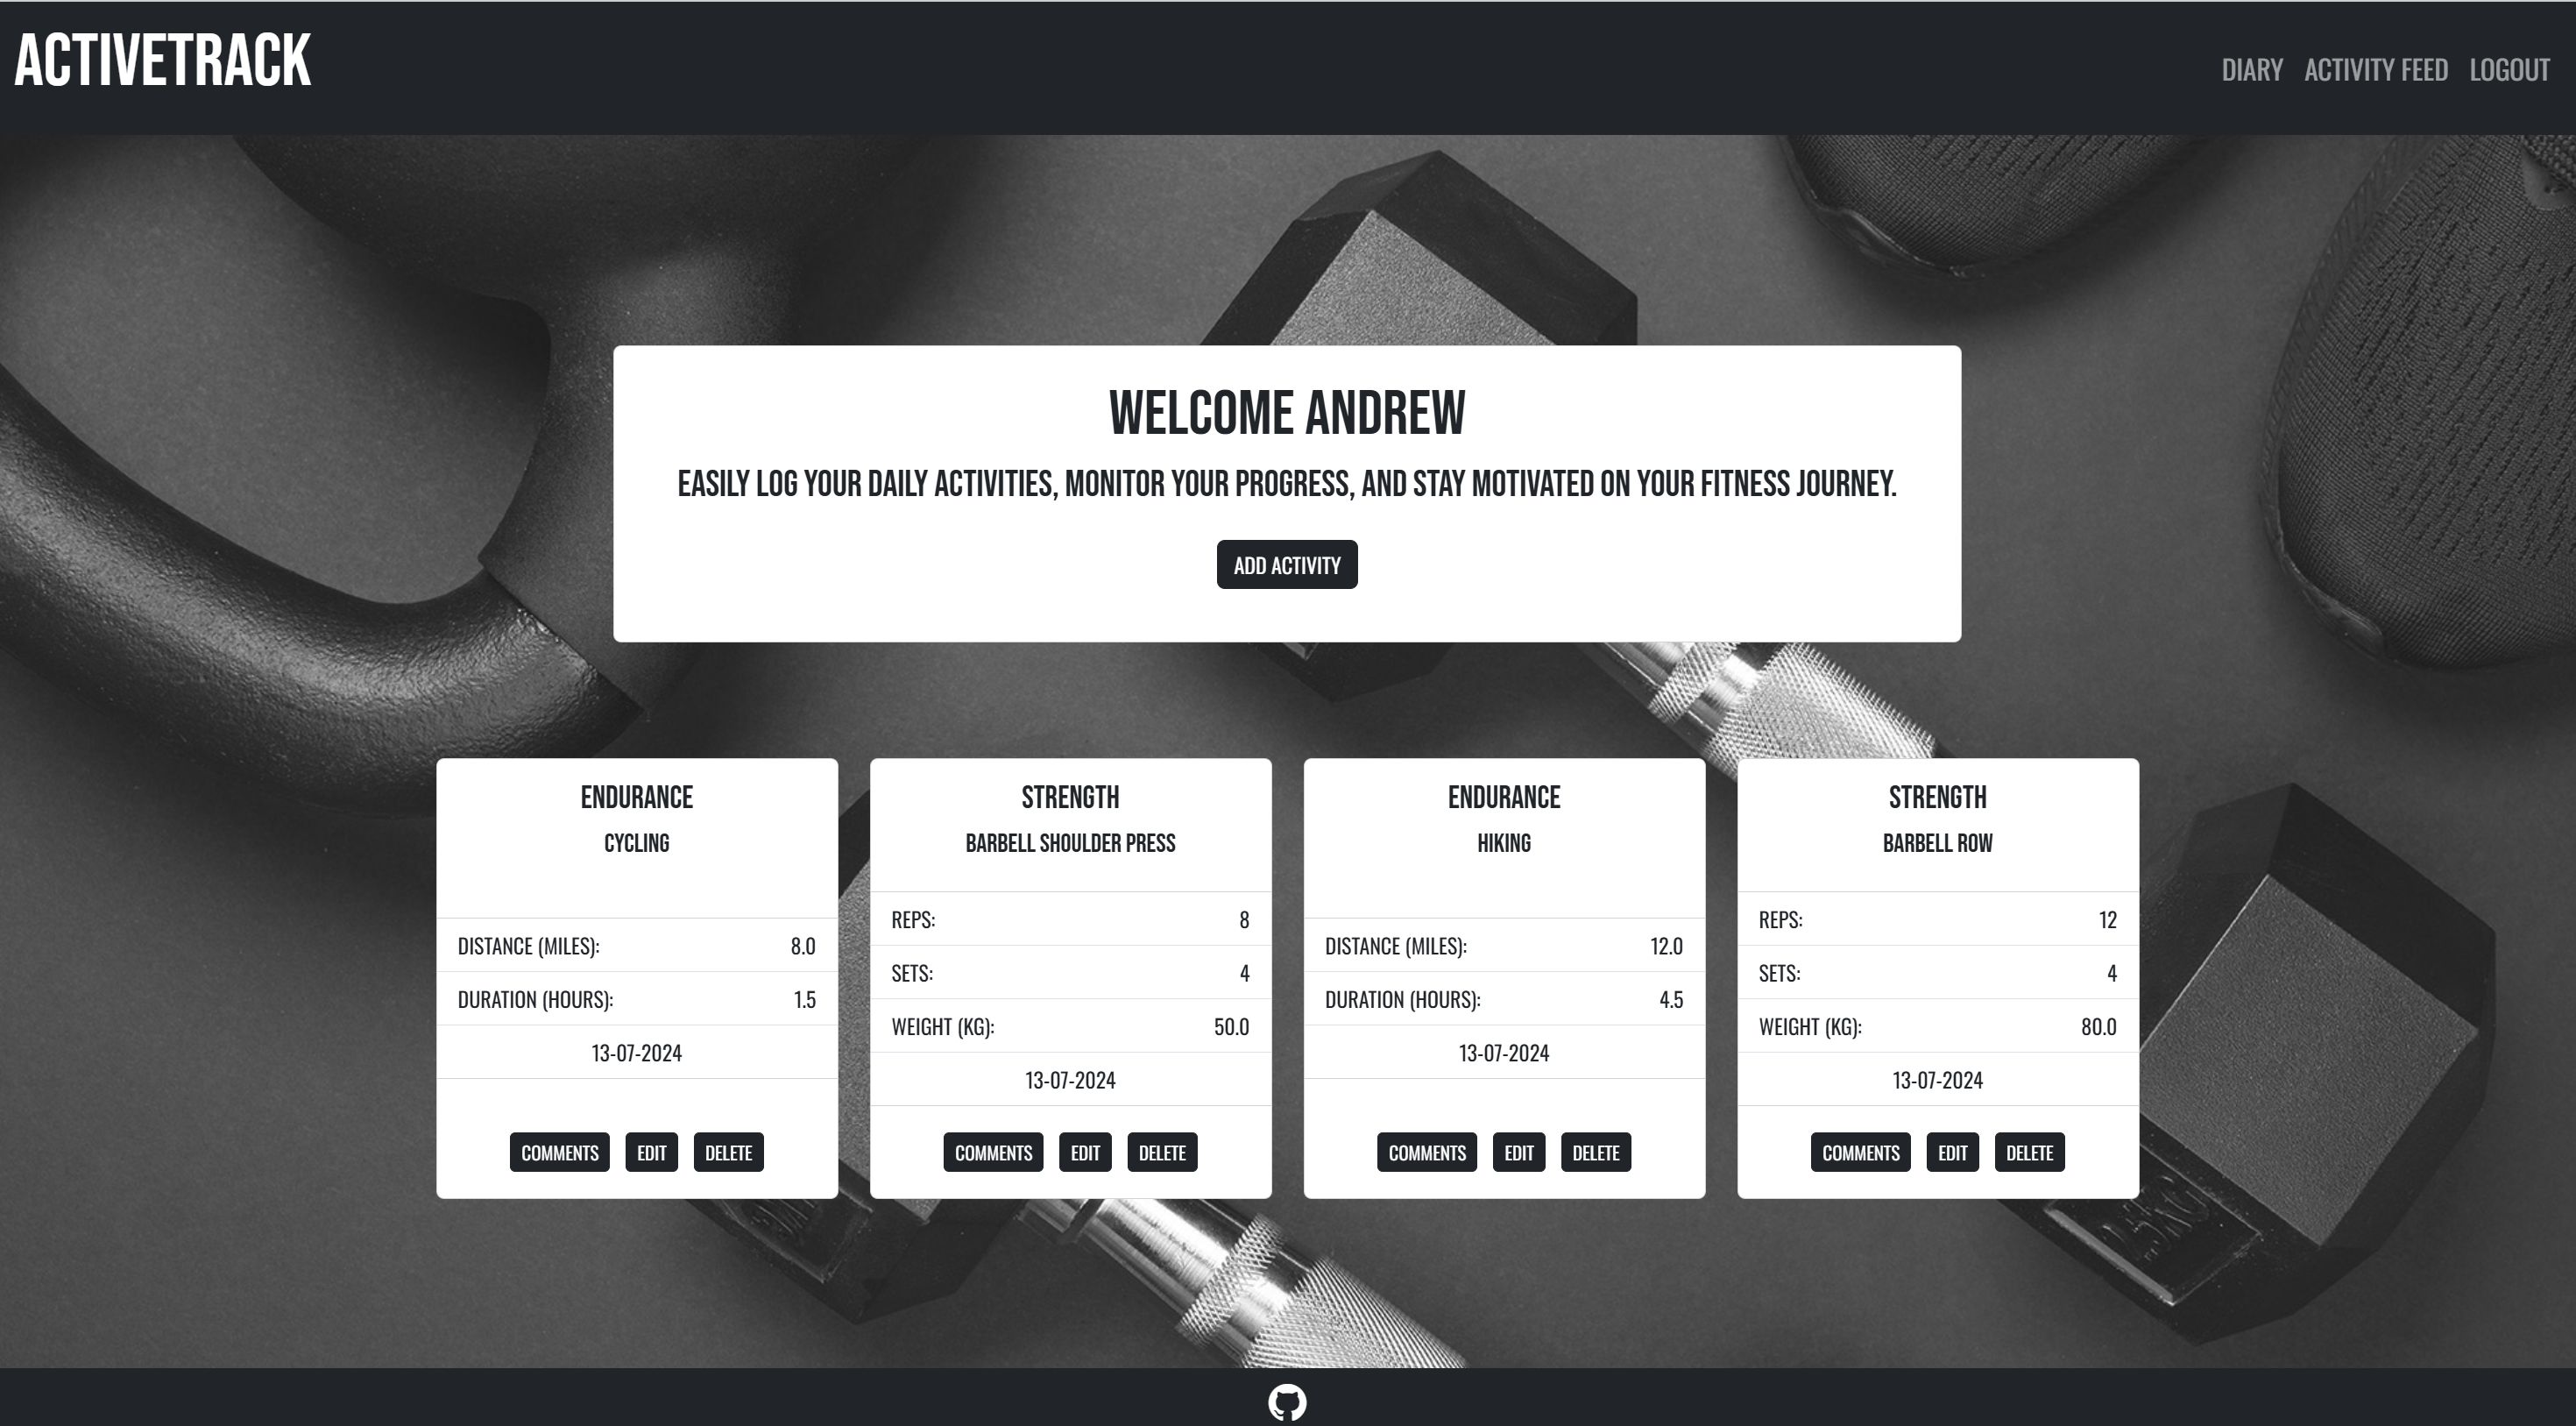 ACTIVETRACK
DIARY ACTIVITY FEED LOGOUT
WELCOME ANDREW
EASILY LOG YOUR DAILY ACTIVITIES, MONITOR YOUR PROGRESS, AND STAY MOTIVATED ON YOUR FITNESS JOURNEY.
ADD ACTIVITY
ENDURANCE
CYCLING
DISTANCE (MILES): 8.0
DURATION (HOURS): 1.5
13-07-2024
COMMENTS EDIT DELETE
STRENGTH
BARBELL SHOULDER PRESS
REPS: 8
SETS: 4
WEIGHT (KG): 50.0
13-07-2024
COMMENTS EDIT DELETE
ENDURANCE
HIKING
DISTANCE (MILES): 12.0
DURATION (HOURS): 4.5
13-07-2024
COMMENTS EDIT DELETE
STRENGTH
BARBELL ROW
REPS: 12
SETS: 4
WEIGHT (KG): 80.0
13-07-2024
COMMENTS EDIT DELETE